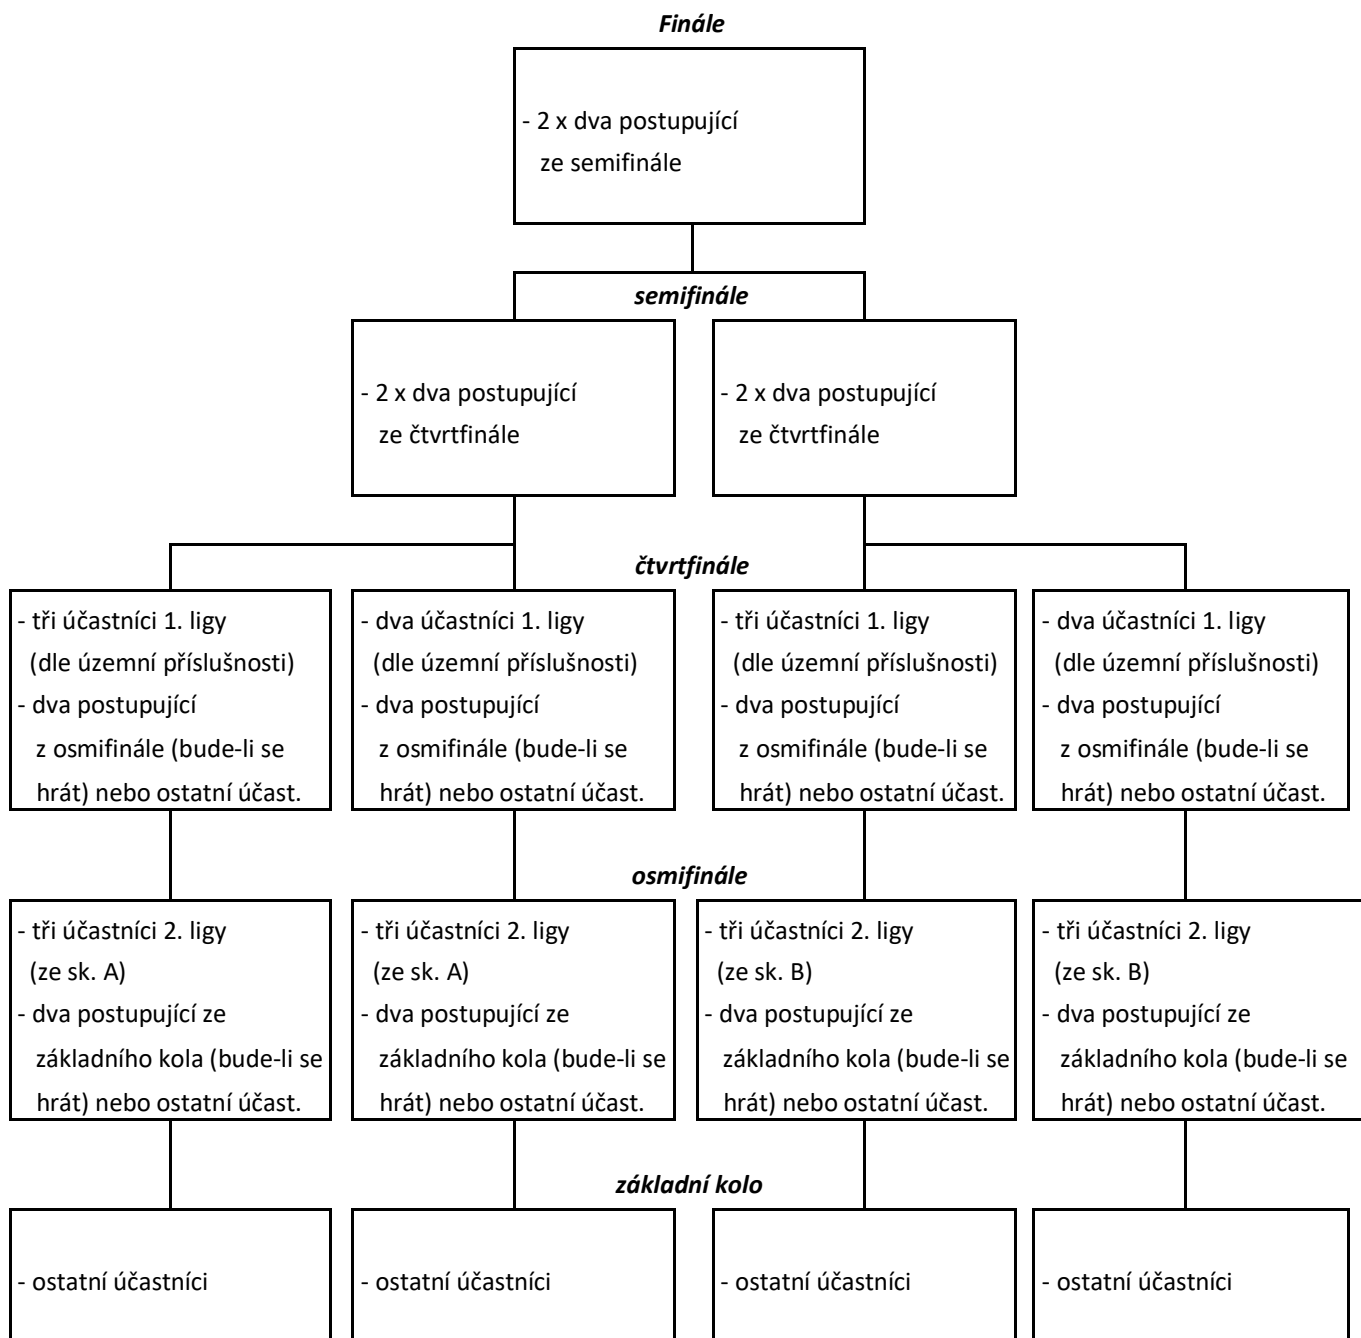 Finále
- 2 x dva postupující
ze semifinále
semifinále
- 2 x dva postupující
ze čtvrtfinále
- 2 x dva postupující
ze čtvrtfinále
čtvrtfinále
- tři účastníci 1. ligy
(dle územní příslušnosti)
- dva postupující
z osmifinále (bude-li se
hrát) nebo ostatní účast.
- dva účastníci 1. ligy
(dle územní příslušnosti)
- dva postupující
z osmifinále (bude-li se
hrát) nebo ostatní účast.
- tři účastníci 1. ligy
(dle územní příslušnosti)
- dva postupující
z osmifinále (bude-li se
hrát) nebo ostatní účast.
- dva účastníci 1. ligy
(dle územní příslušnosti)
- dva postupující
z osmifinále (bude-li se
hrát) nebo ostatní účast.
osmifinále
- tři účastníci 2. ligy
(ze sk. A)
- dva postupující ze
základního kola (bude-li se
hrát) nebo ostatní účast.
- tři účastníci 2. ligy
(ze sk. A)
- dva postupující ze
základního kola (bude-li se
hrát) nebo ostatní účast.
- tři účastníci 2. ligy
(ze sk. B)
- dva postupující ze
základního kola (bude-li se
hrát) nebo ostatní účast.
- tři účastníci 2. ligy
(ze sk. B)
- dva postupující ze
základního kola (bude-li se
hrát) nebo ostatní účast.
základní kolo
- ostatní účastníci
- ostatní účastníci
- ostatní účastníci
- ostatní účastníci